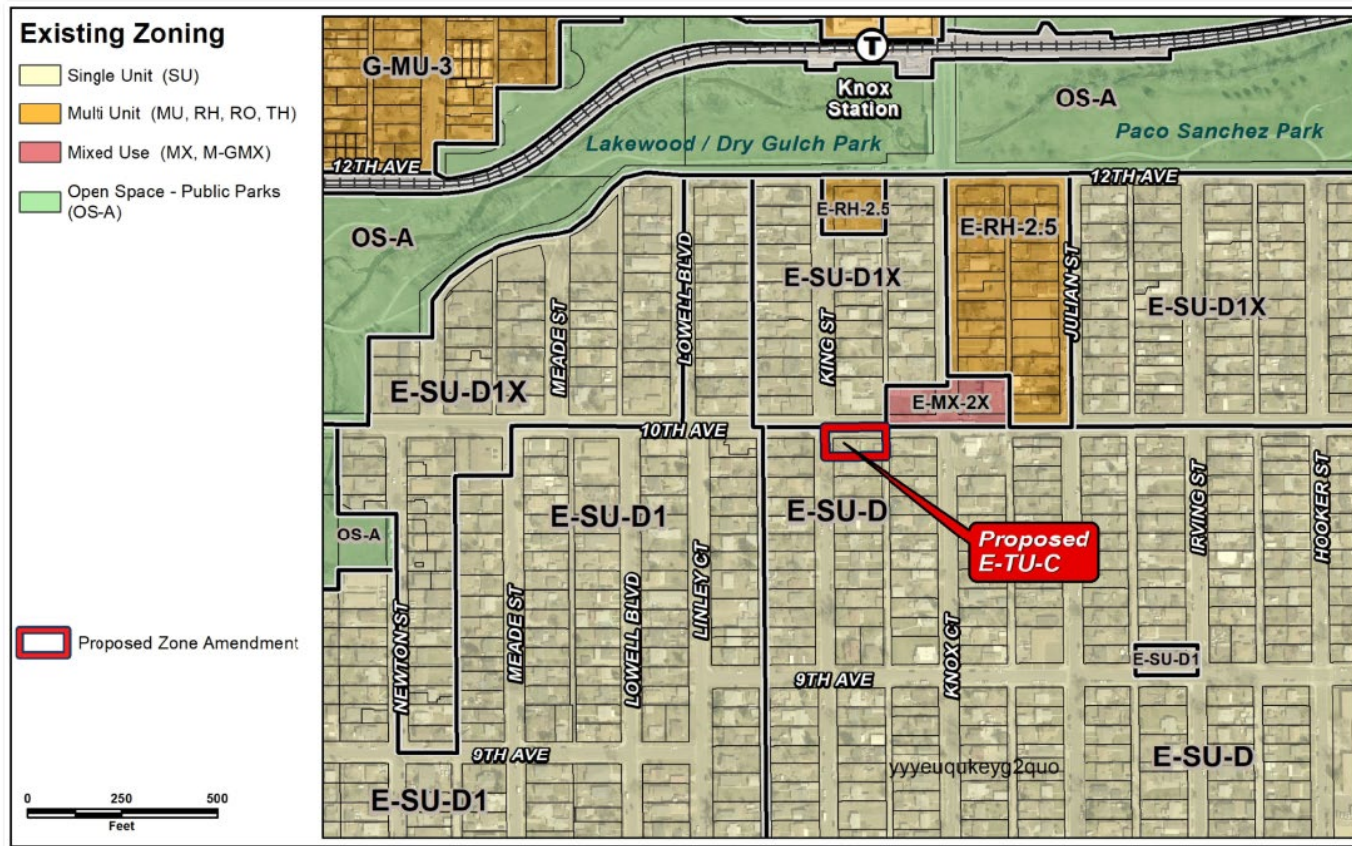 Existing Zoning
Single Unit (SU)
Multi Unit (MU, RH, RO, TH)
Mixed Use (MX, M-GMX)
Open Space - Public Parks
(OS-A)
Proposed Zone Amendment
0 250 500
Feet
G-MU-3
T
Knox
Station
OS-A
Lakewood / Dry Gulch Park
Paco Sanchez Park
12TH AVE
12TH AVE
OS-A
E-RH-2.5
E-RH-2.5
E-SU-D1X
E-SU-D1X
LOWELL BLVD
MEADE ST
KING ST
JULIAN ST
E-SU-D1X
E-MX-2X
10TH AVE
E-SU-D1
E-SU-D
Proposed
E-TU-C
OS-A
IRVING ST
HOOKER ST
NEWTON ST
MEADE ST
LOWELL BLVD
LINLEY CT
KNOX CT
E-SU-D1
9TH AVE
9TH AVE
E-SU-D
yyyeuqukeyg2quo
E-SU-D1